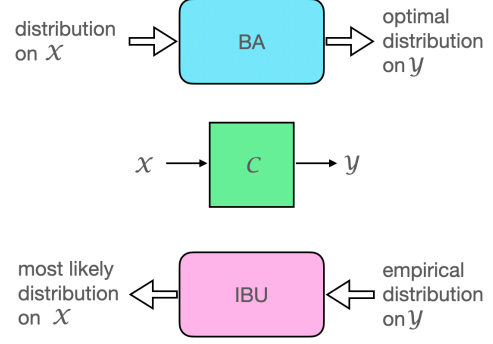 distribution
on 𝒳
BA
optimal
distribution
on 𝒴
𝒳
C
𝒴
most likely
distribution
on 𝒳
IBU
empirical
distribution
on 𝒴